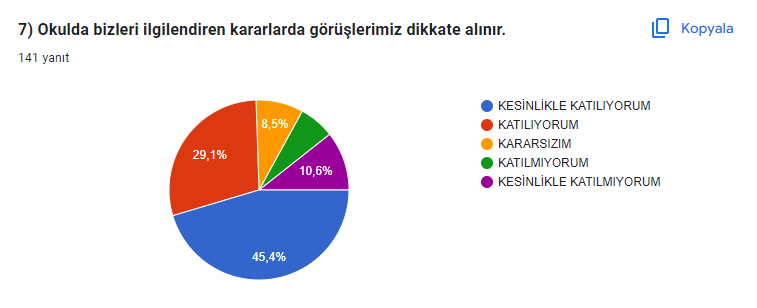 7) Okulda bizleri ilgilendiren kararlarda görüşlerimiz dikkate alınır.
Kopyala
141 yanıt
KESİNLİKLE KATILIYORUM
KATILIYORUM
KARARSIZIM
KATILMIYORUM
KESİNLİKLE KATILMIYORUM
8,5%
29,1%
10,6%
45,4%